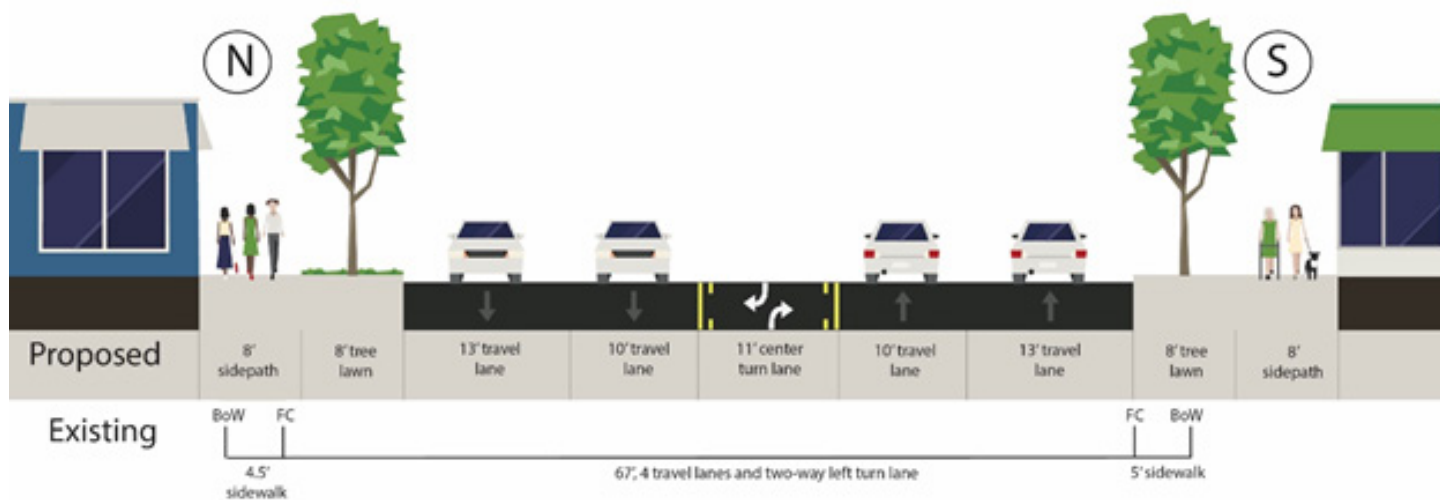 N
S
Proposed
8'
sidepath
8' tree
lawn
13' travel
lane
10' travel
lane
11' center
turn lane
10' travel
lane
13' travel
lane
8' tree
lawn
8'
sidepath
Existing
BoW
FC
FC
BoW
4.5'
sidewalk
67', 4 travel lanes and two-way left turn lane
5' sidewalk